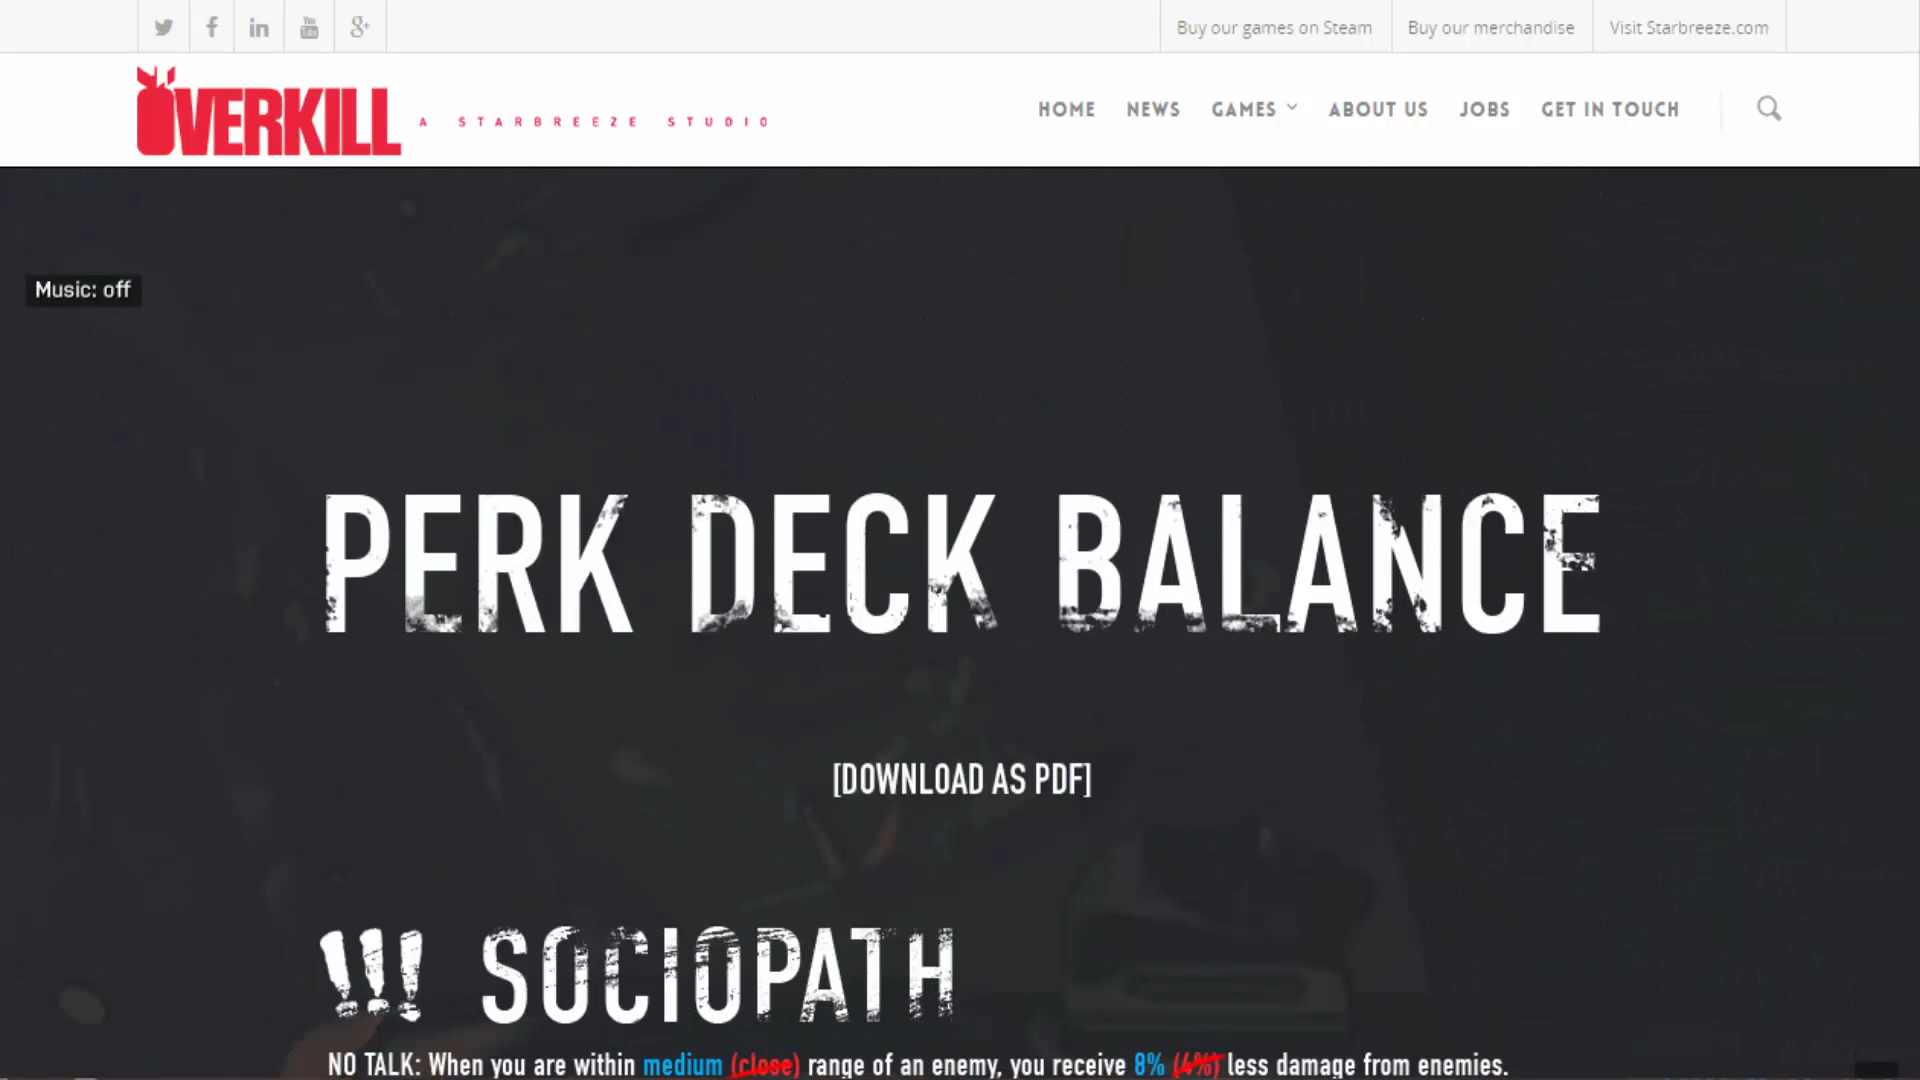 Buy our games on Steam
Buy our merchandise
Visit Starbreeze.com
OVERKILL
A STARBREEZE STUDIO
HOME
NEWS
GAMES
ABOUT US
JOBS
GET IN TOUCH
Music: off
PERK DECK BALANCE
[DOWNLOAD AS PDF]
!!! SOCIOPATH
NO TALK: When you are within medium (close) range of an enemy, you receive 8% (4%) less damage from enemies.